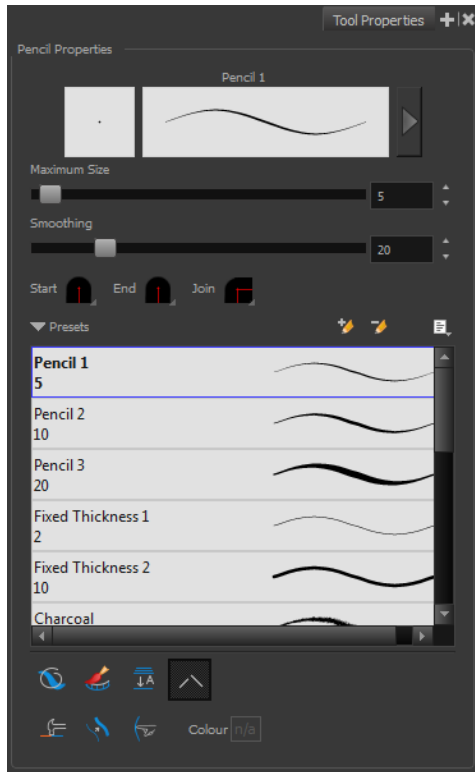 Tool Properties
Pencil Properties
Pencil 1
Maximum Size
5
Smoothing
20
Start End Join
Presets
Pencil 1
5
Pencil 2
10
Pencil 3
20
Fixed Thickness 1
2
Fixed Thickness 2
10
Charcoal
A
Colour n/a